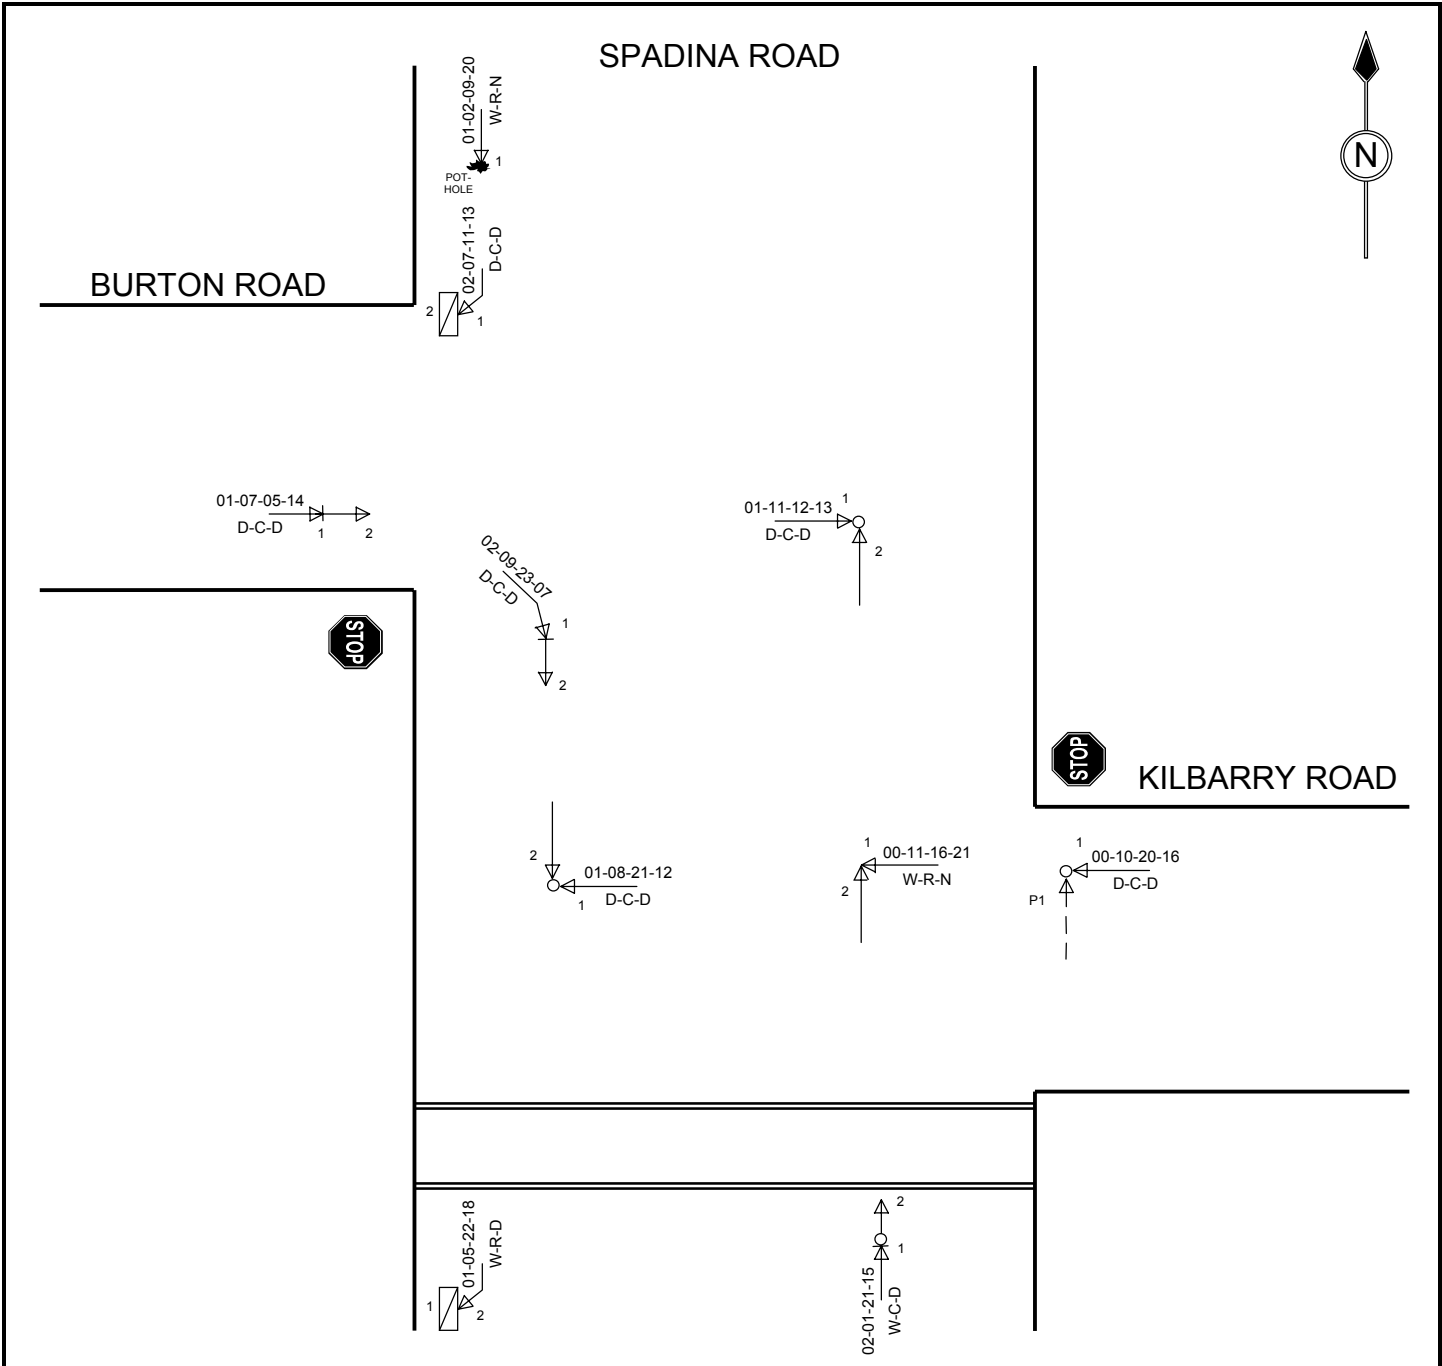 SPADINA ROAD
N
01-02-09-20
W-R-N
1
POT-
HOLE
02-07-11-13
D-C-D
BURTON ROAD
2
1
01-07-05-14
D-C-D
1
2
01-11-12-13
D-C-D
1
2
02-09-23-07
D-C-D
1
2
STOP
STOP
KILBARRY ROAD
2
01-08-21-12
1
D-C-D
1
00-11-16-21
W-R-N
2
1
00-10-20-16
D-C-D
P1
01-05-22-18
W-R-D
1
2
2
1
02-01-21-15
W-C-D